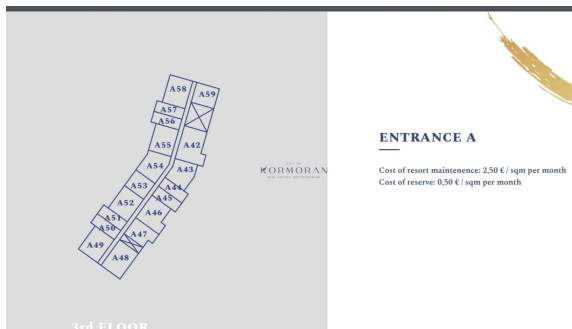 A58
A59
A57
A56
A55
A42
A54
A43
A53
A44
A45
A52
A46
A51
A50
A47
A49
A48
KORMORAN
ENTRANCE A
Cost of resort maintenence: 2,50 € / sqm per month
Cost of reserve: 0,50 € / sqm per month
3rd FLOOR